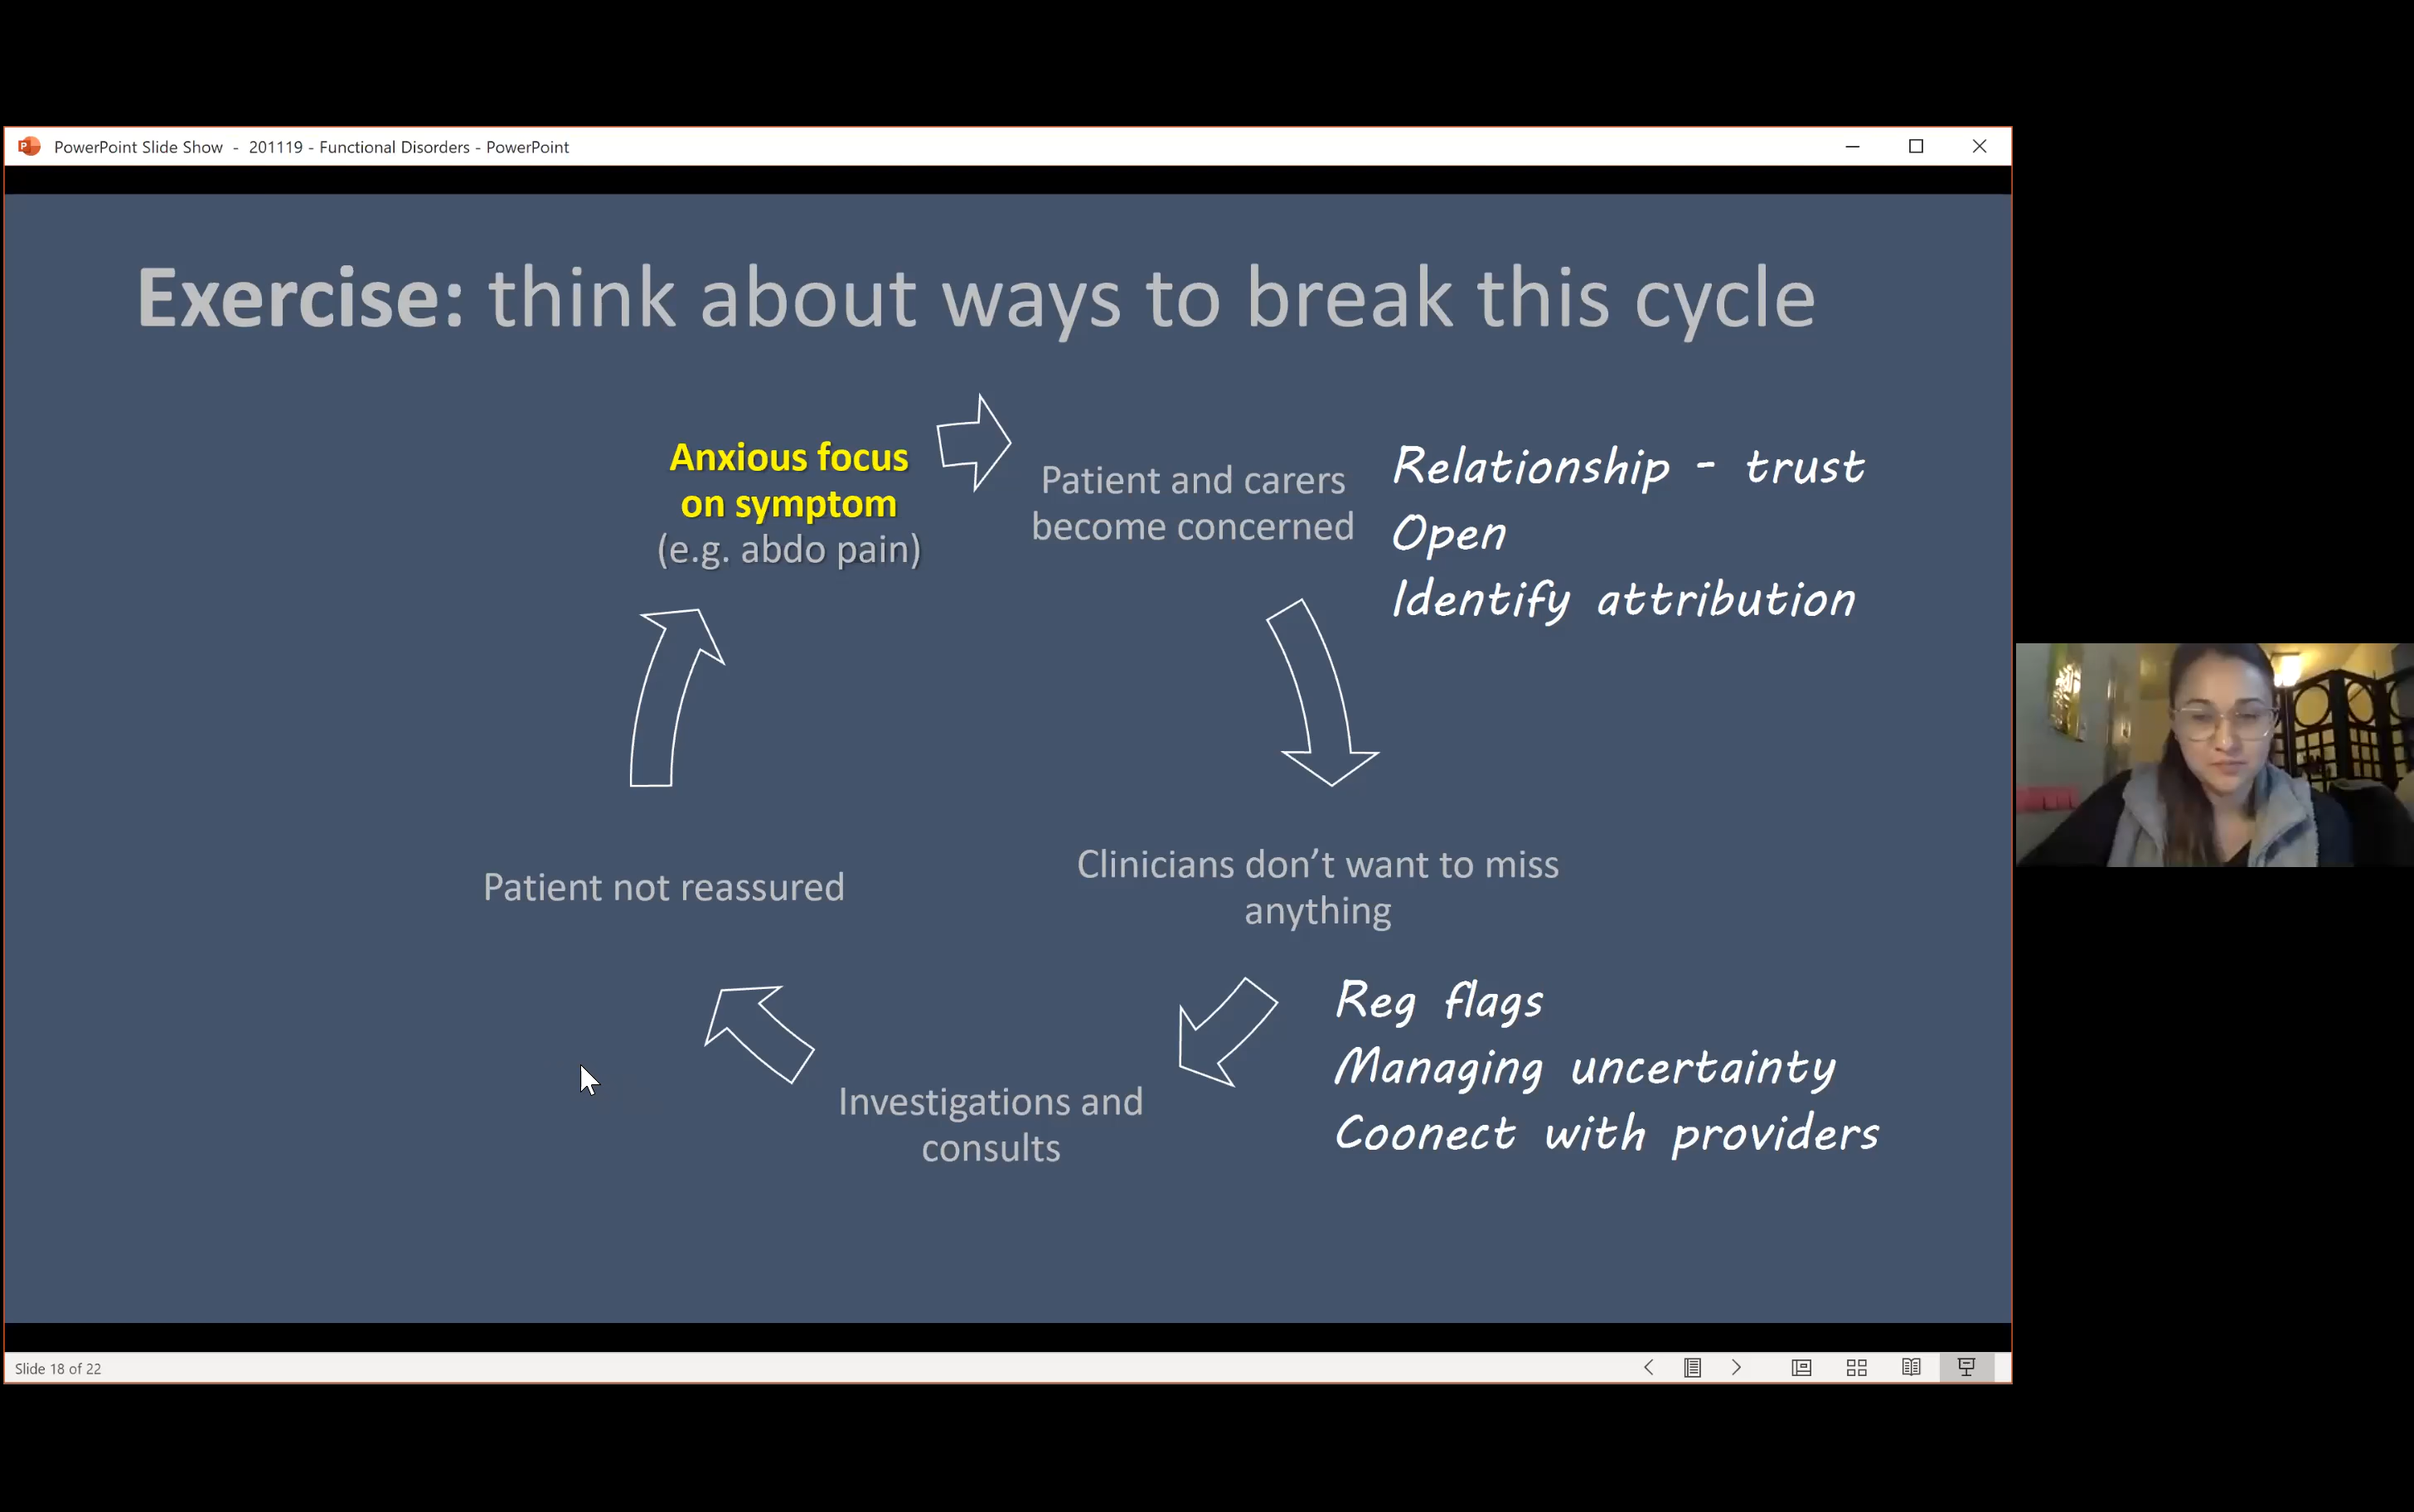 PowerPoint Slide Show - 201119 - Functional Disorders - PowerPoint
Exercise: think about ways to break this cycle
Anxious focus
on symptom
(e.g. abdo pain)
Patient and carers
become concerned
Relationship - trust
Open
Identify attribution
Clinicians don’t want to miss
anything
Reg flags
Managing uncertainty
Coonect with providers
Investigations and
consults
Patient not reassured
Slide 18 of 22